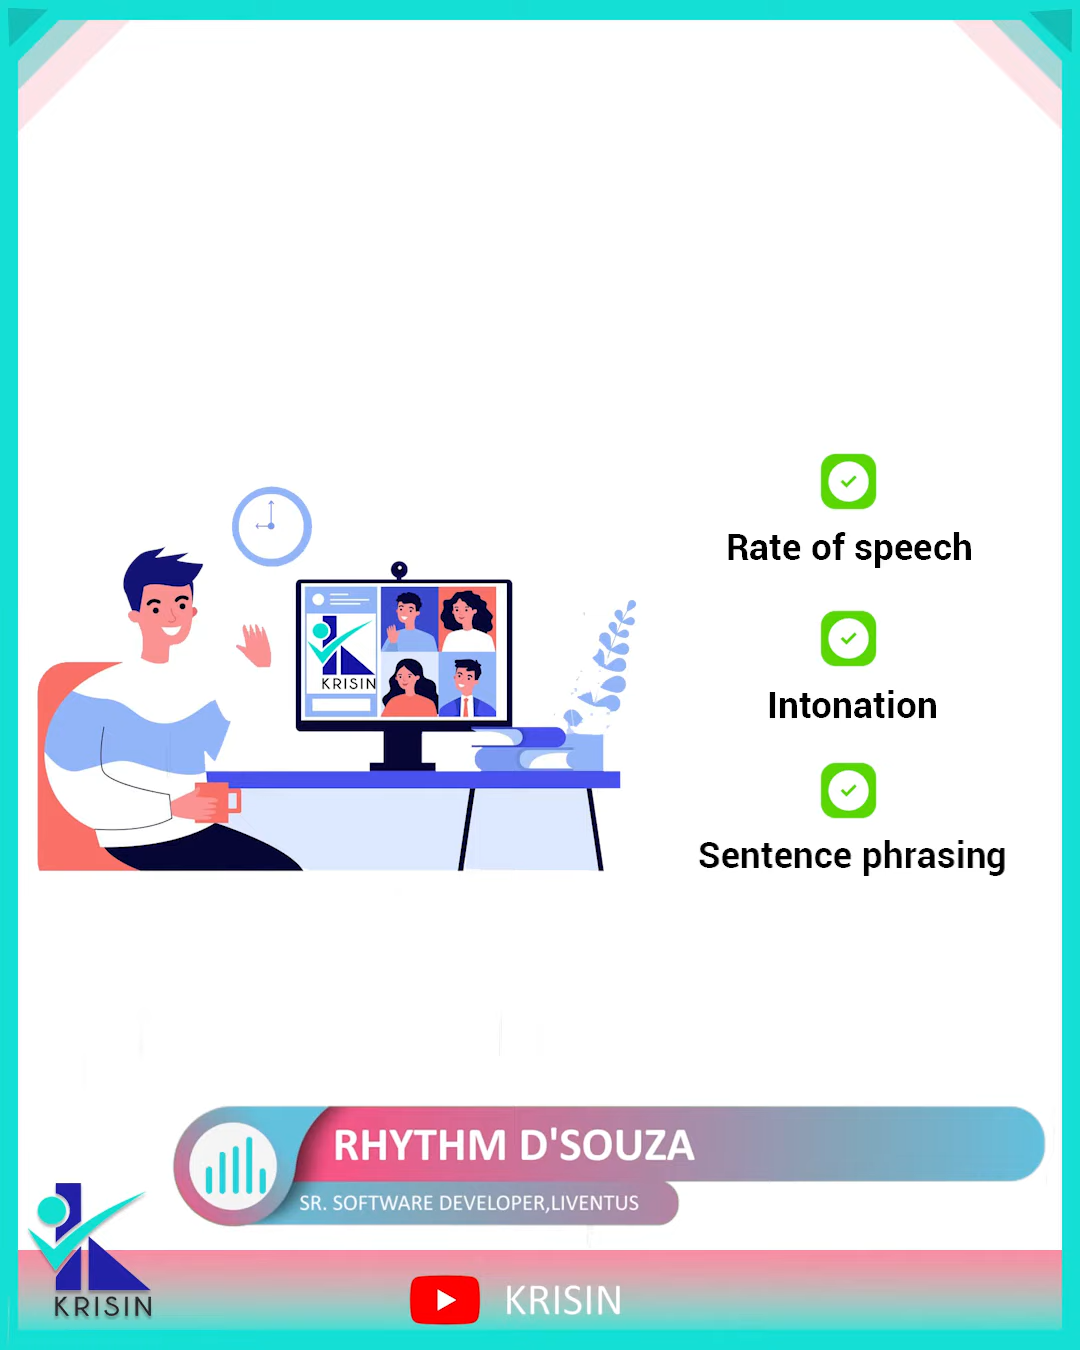 Rate of speech
KRISIN
Intonation
Sentence phrasing
RHYTHM D'SOUZA
SR. SOFTWARE DEVELOPER,LIVENTUS
KRISIN
KRISIN